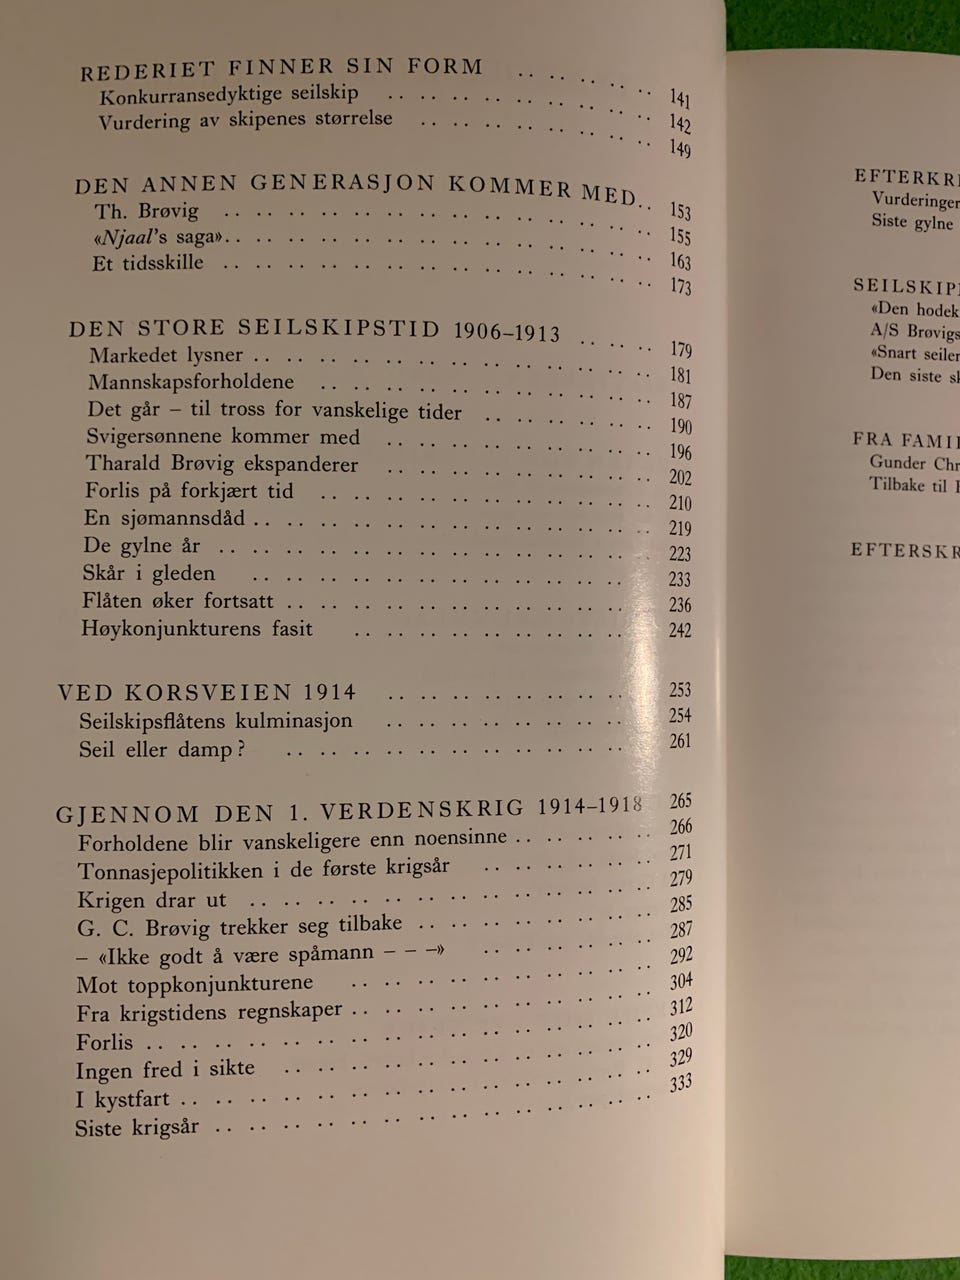 REDERIET FINNER SIN FORM .. .. .. .. .. 141
Konkurransedyktige seilskip .. .. .. .. .. .. .. .. .. 142
Vurdering av skipenes størrelse .. .. .. .. .. .. .. .. 149
DEN ANNEN GENERASJON KOMMER MED.. .. 153
Th. Brøvig .. .. .. .. .. .. .. .. .. .. .. .. .. .. 155
«Njaal's saga».. .. .. .. .. .. .. .. .. .. .. .. .. .. 163
Et tidsskille .. .. .. .. .. .. .. .. .. .. .. .. .. .. 173
DEN STORE SEILSKIPSTID 1906–1913 .. .. .. 179
Markedet lysner .. .. .. .. .. .. .. .. .. .. .. .. .. 181
Mannskapsforholdene .. .. .. .. .. .. .. .. .. .. .. 187
Det går – til tross for vanskelige tider .. .. .. .. .. .. 190
Svigersønnene kommer med .. .. .. .. .. .. .. .. .. 196
Tharald Brøvig ekspanderer .. .. .. .. .. .. .. .. .. 202
Forlis på forkjært tid .. .. .. .. .. .. .. .. .. .. .. 210
En sjømannsdåd .. .. .. .. .. .. .. .. .. .. .. .. .. 219
De gylne år .. .. .. .. .. .. .. .. .. .. .. .. .. .. 223
Skår i gleden .. .. .. .. .. .. .. .. .. .. .. .. .. 233
Flåten øker fortsatt .. .. .. .. .. .. .. .. .. .. .. .. 236
Høykonjunkturens fasit .. .. .. .. .. .. .. .. .. .. 242
VED KORSVEIEN 1914 .. .. .. .. .. .. .. .. .. 253
Seilskipsflåtens kulminasjon .. .. .. .. .. .. .. .. .. 254
Seil eller damp? .. .. .. .. .. .. .. .. .. .. .. .. 261
GJENNOM DEN 1. VERDENSKRIG 1914–1918 265
Forholdene blir vanskeligere enn noensinne .. .. .. .. .. 266
Tonnasjepolitikken i de første krigsår .. .. .. .. .. .. 271
Krigen drar ut .. .. .. .. .. .. .. .. .. .. .. .. .. 279
G. C. Brøvig trekker seg tilbake .. .. .. .. .. .. .. .. 285
– «Ikke godt å være spåmann – – –» .. .. .. .. .. .. 287
Mot toppkonjunkturene .. .. .. .. .. .. .. .. .. .. 292
Fra krigstidens regnskaper .. .. .. .. .. .. .. .. .. .. 304
Forlis .. .. .. .. .. .. .. .. .. .. .. .. .. .. .. .. 312
Ingen fred i sikte .. .. .. .. .. .. .. .. .. .. .. .. 320
I kystfart .. .. .. .. .. .. .. .. .. .. .. .. .. .. .. 329
Siste krigsår .. .. .. .. .. .. .. .. .. .. .. .. .. .. 333
Siste gylne
«Den hodek
A/S Brøvigs
«Snart seiler
Den siste
FRA
Gunder Chr
Tilbake til